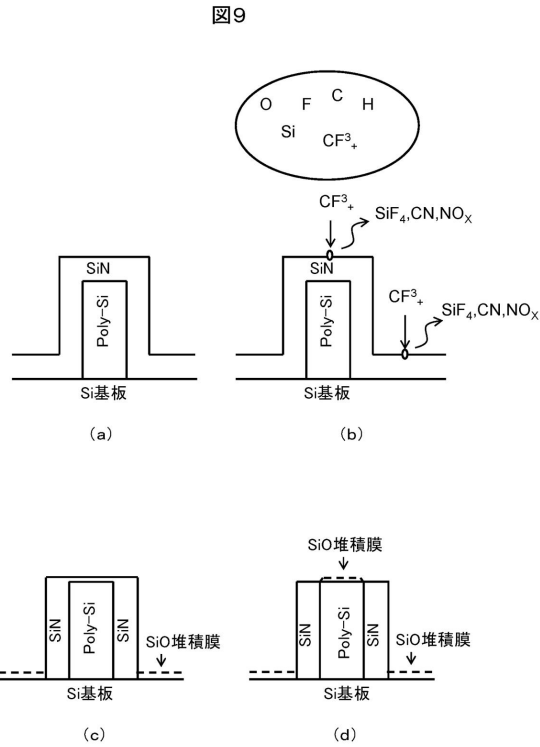 図9
O F C H
Si CF³₊
CF³₊
SiF₄,CN,NOₓ
SiN
Poly-Si
Si基板
(a)
SiN
Poly-Si
CF³₊
SiF₄,CN,NOₓ
Si基板
(b)
SiN
Poly-Si
SiN
SiO堆積膜
Si基板
(c)
SiO堆積膜
SiN
Poly-Si
SiN
SiO堆積膜
Si基板
(d)